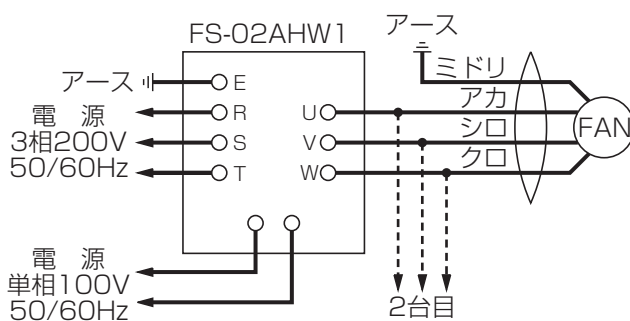 FS-02AHW1
アース
アース
E
電 源
3相200V
50/60Hz
R
S
T
U
V
W
ミドリ
アカ
シロ
クロ
FAN
電 源
単相100V
50/60Hz
2台目